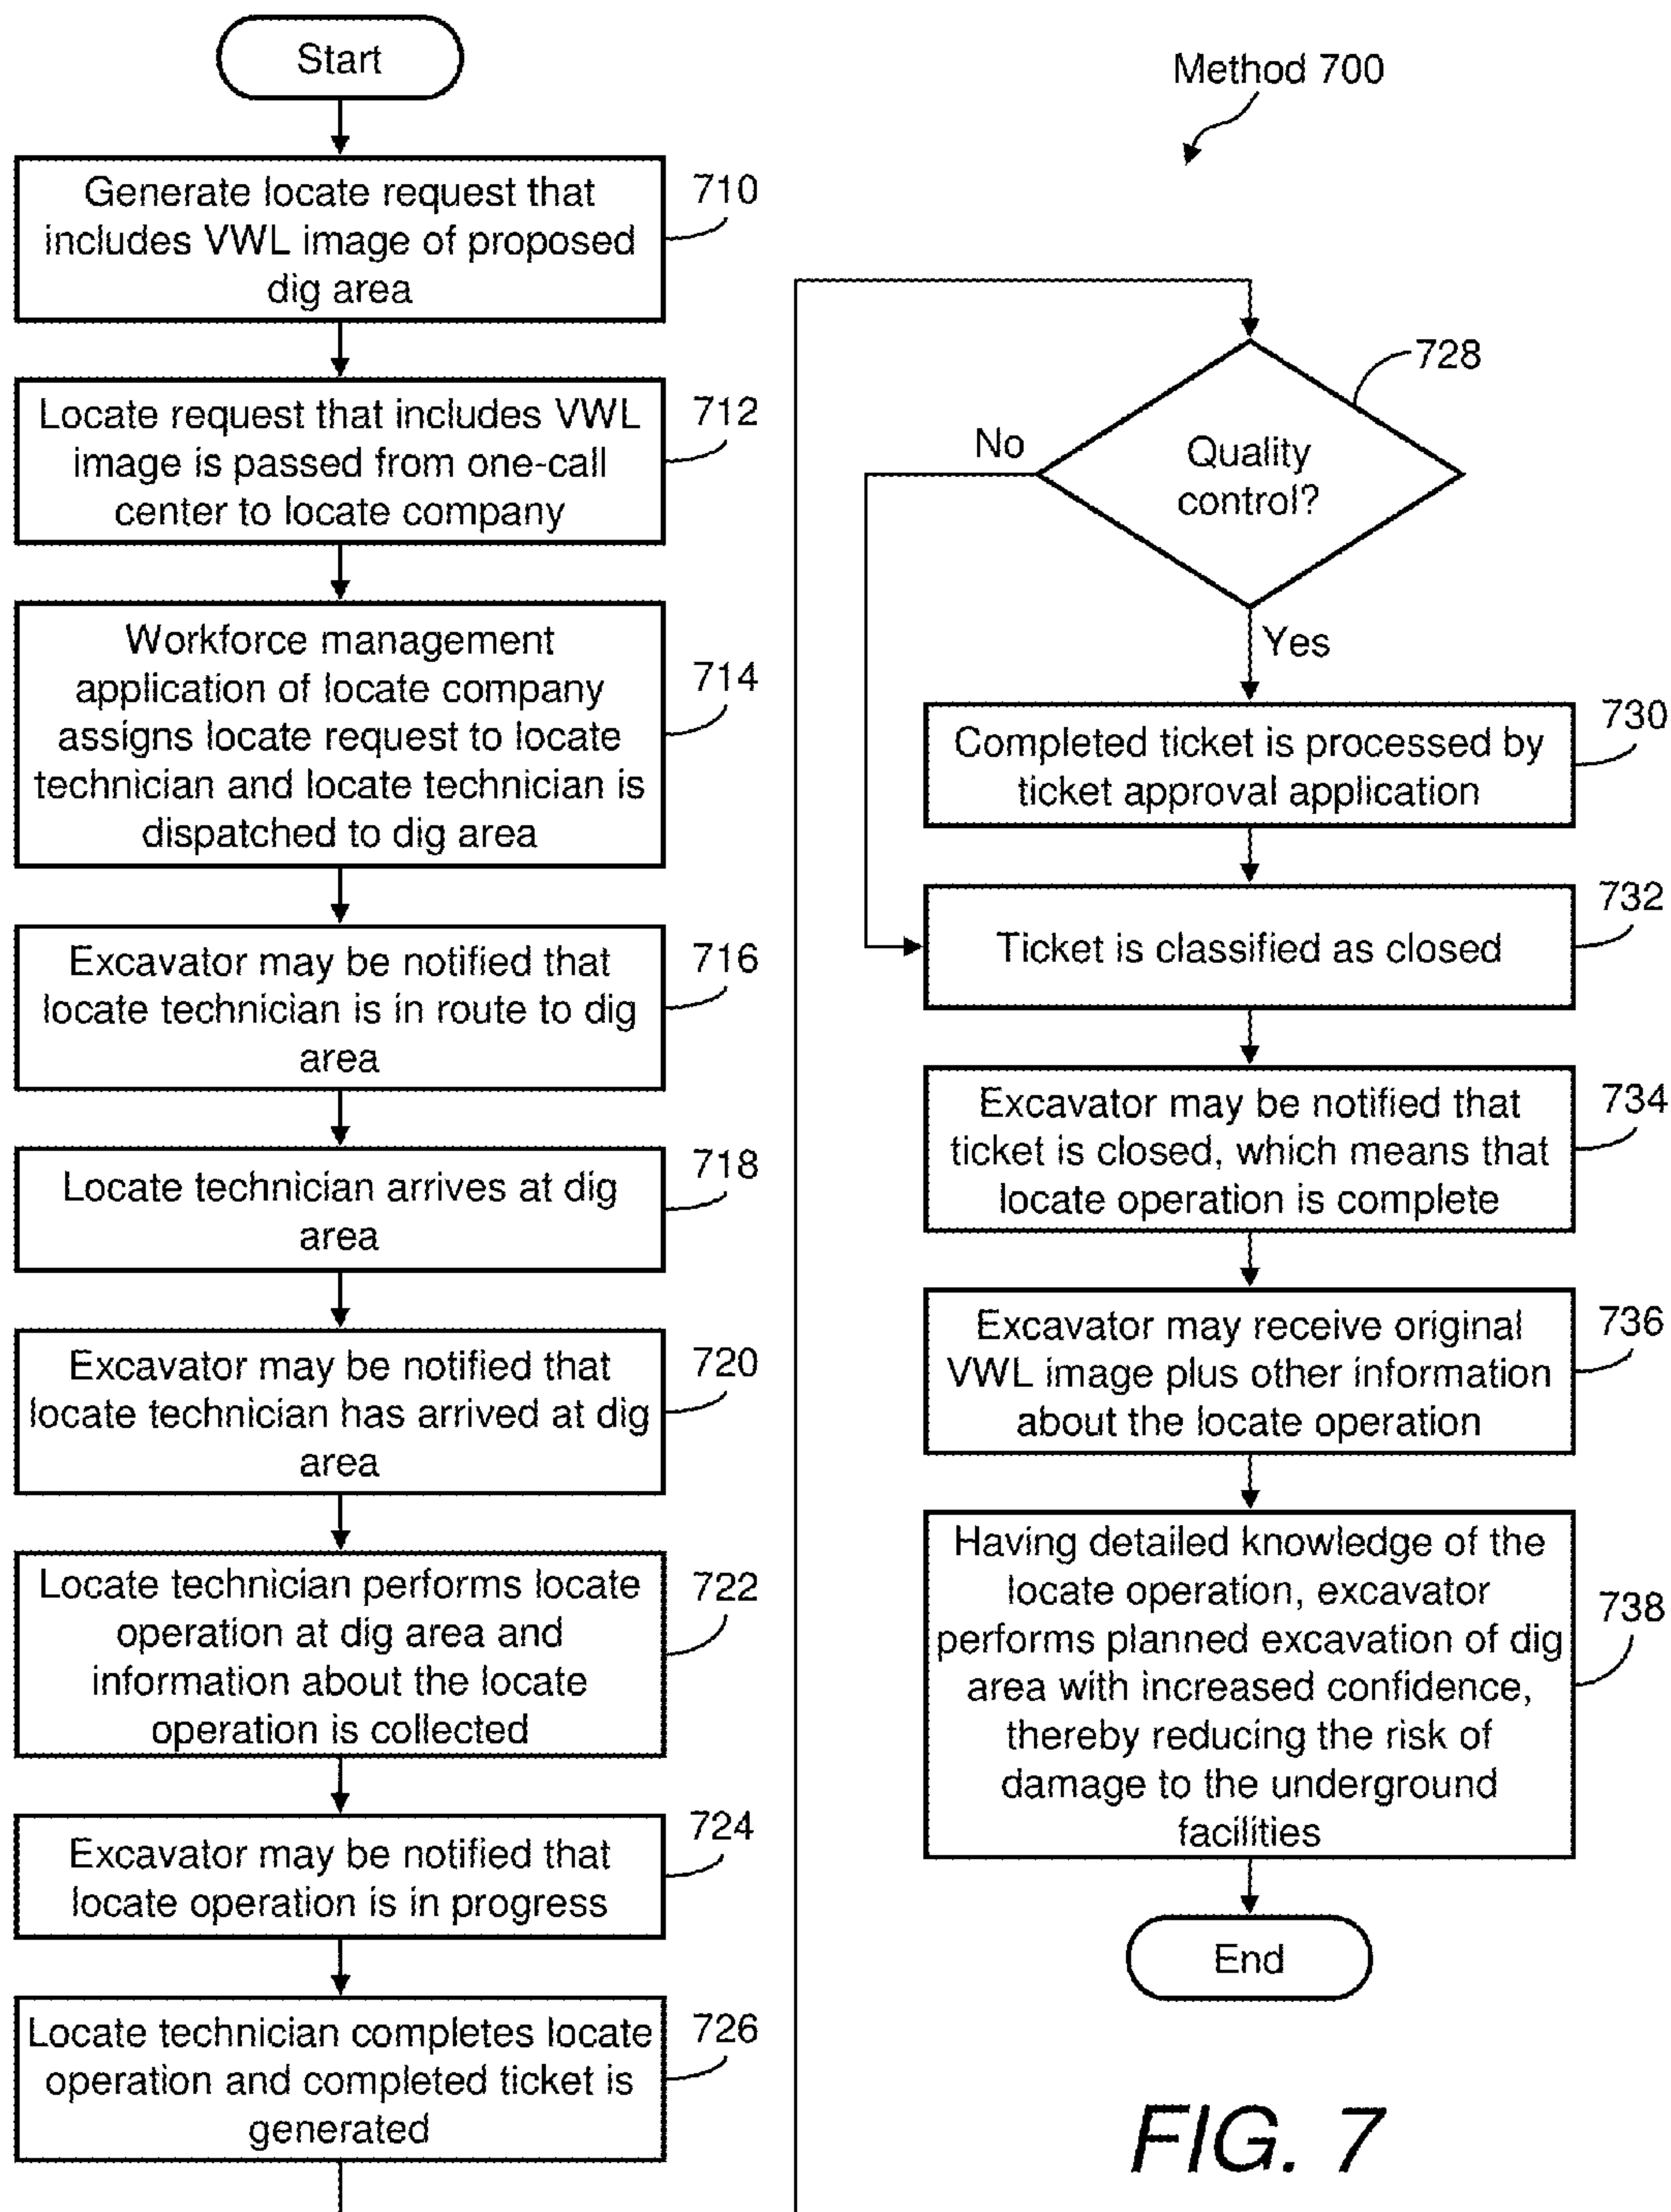 Start
Generate locate request that
includes VWL image of proposed
dig area
710
Locate request that includes VWL
image is passed from one-call
center to locate company
712
Workforce management
application of locate company
assigns locate request to locate
technician and locate technician is
dispatched to dig area
714
Excavator may be notified that
locate technician is in route to dig
area
716
Locate technician arrives at dig
area
718
Excavator may be notified that
locate technician has arrived at dig
area
720
Locate technician performs locate
operation at dig area and
information about the locate
operation is collected
722
Excavator may be notified that
locate operation is in progress
724
Locate technician completes locate
operation and completed ticket is
generated
726
Method 700
728
Quality
control?
No
Yes
Completed ticket is processed by
ticket approval application
730
Ticket is classified as closed
732
Excavator may be notified that
ticket is closed, which means that
locate operation is complete
734
Excavator may receive original
VWL image plus other information
about the locate operation
736
Having detailed knowledge of the
locate operation, excavator
performs planned excavation of dig
area with increased confidence,
thereby reducing the risk of
damage to the underground
facilities
738
End
FIG. 7